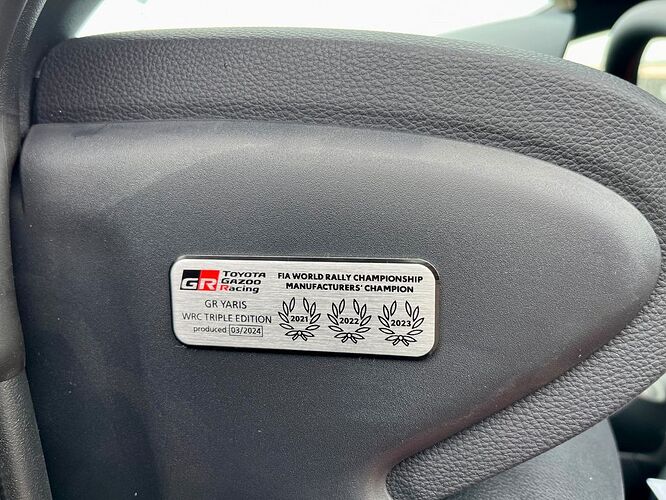 GR TOYOTA GAZOO Racing
GR YARIS
WRC TRIPLE EDITION
produced 03/2024
FIA WORLD RALLY CHAMPIONSHIP
MANUFACTURERS' CHAMPION
2021 2022 2023